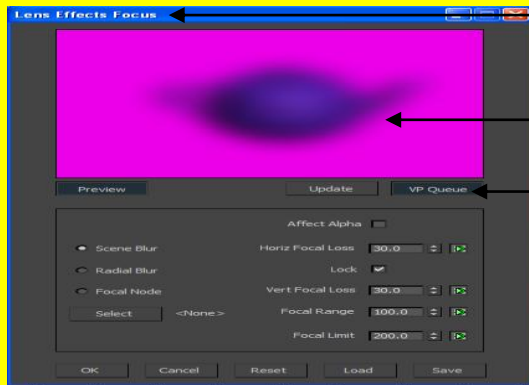 Lens Effects Focus
Preview
Update
VP Queue
Affect Alpha
Scene Blur
Horiz Focal Loss 30.0
Radial Blur
Lock
Focal Node
Vert Focal Loss 30.0
Select <None>
Focal Range 100.0
Focal Limit 200.0
OK Cancel Reset Load Save